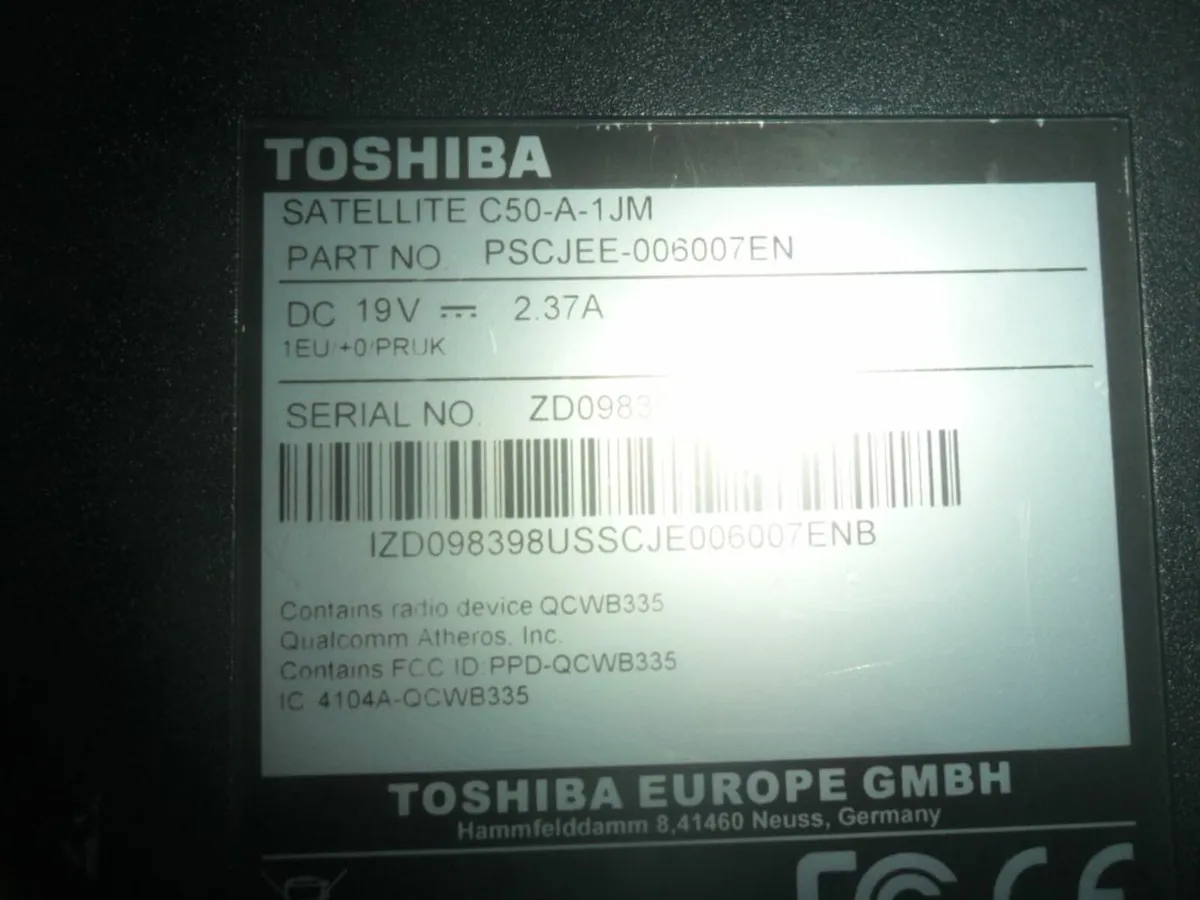 TOSHIBA
SATELLITE C50-A-1JM
PART NO. PSCJEE-006007EN
DC 19V ⎓ 2.37A
1EU/+0/PRUK
SERIAL NO. ZD0983
IZD098398USSCJE006007ENB
Contains radio device QCWB335
Qualcomm Atheros, Inc.
Contains FCC ID:PPD-QCWB335
IC 4104A-QCWB335
TOSHIBA EUROPE GMBH
Hammfelddamm 8,41460 Neuss, Germany
FC CE